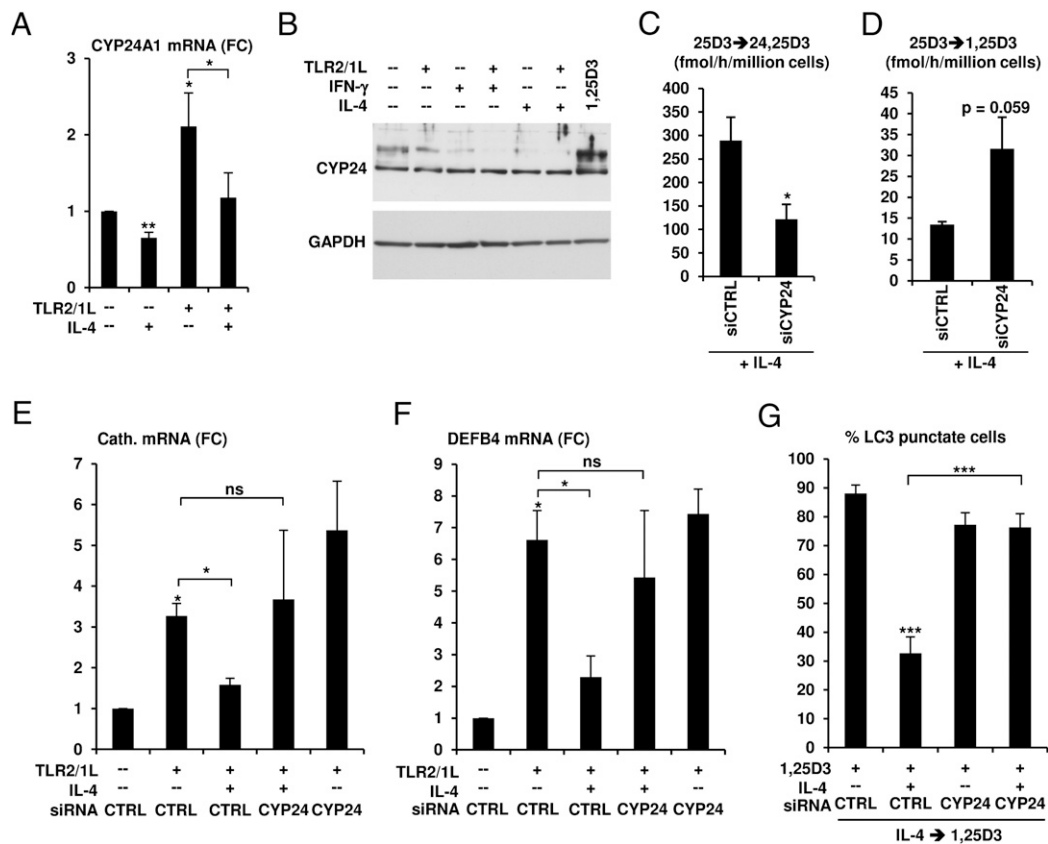 A
CYP24A1 mRNA (FC)
3
2
1
0
*
**
*
*
TLR2/1L -- -- + +
IL-4 -- + -- +
B
TLR2/1L -- + -- + -- +
IFN-γ -- -- + + -- --
IL-4 -- -- -- -- + +
1,25D3
CYP24
GAPDH
C
25D3➔24,25D3
(fmol/h/million cells)
400
350
300
250
200
150
100
50
0
*
siCTRL
siCYP24
+ IL-4
D
25D3➔1,25D3
(fmol/h/million cells)
45
40
35
30
25
20
15
10
5
0
p = 0.059
siCTRL
siCYP24
+ IL-4
E
Cath. mRNA (FC)
7
6
5
4
3
2
1
0
ns
*
*
TLR2/1L -- + + + +
IL-4 -- -- + + --
siRNA CTRL CTRL CTRL CYP24 CYP24
F
DEFB4 mRNA (FC)
9
8
7
6
5
4
3
2
1
0
ns
*
*
TLR2/1L -- + + + +
IL-4 -- -- + + --
siRNA CTRL CTRL CTRL CYP24 CYP24
G
% LC3 punctate cells
100
90
80
70
60
50
40
30
20
10
0
***
***
1,25D3 + + + +
IL-4 -- + -- +
siRNA CTRL CTRL CYP24 CYP24
IL-4 ➔ 1,25D3